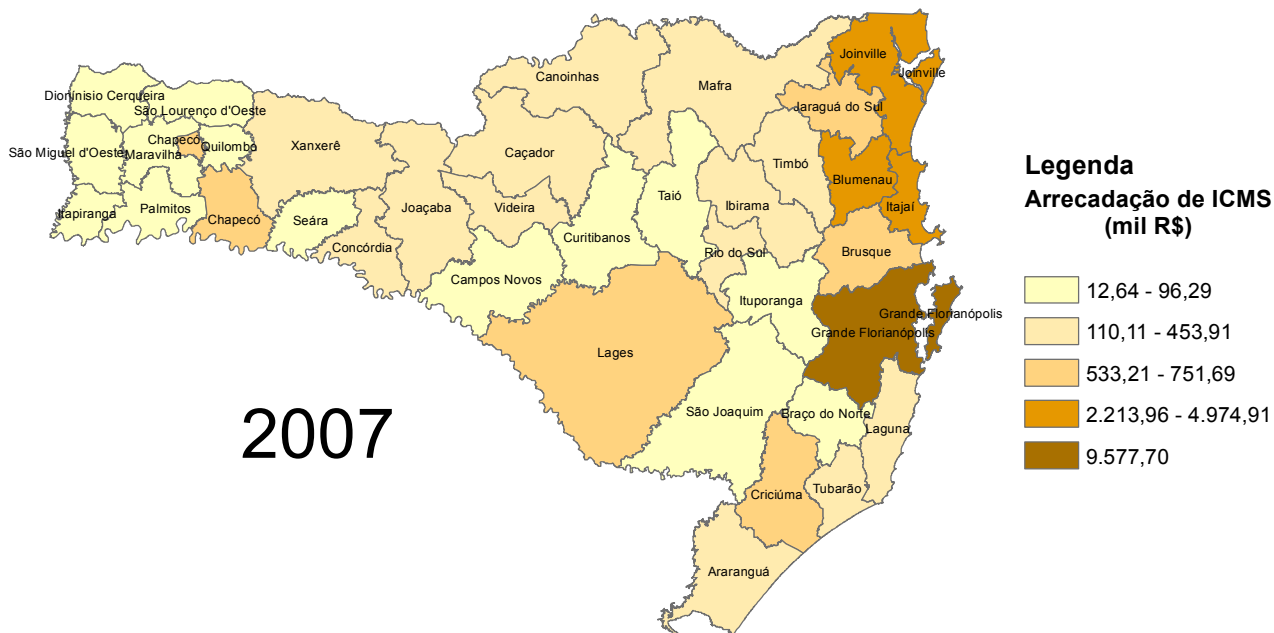 Joinville
Joinville
Canoinhas
Mafra
Dionínisio Cerqueira
São Lourenço d'Oeste
Jaraguá do Sul
Chapecó
Quilombo
São Miguel d'Oeste
Maravilha
Xanxerê
Caçador
Timbó
Blumenau
Taió
Ibirama
Itajaí
Itapiranga
Palmitos
Chapecó
Seára
Joaçaba
Videira
Curitibanos
Concórdia
Rio do Sul
Brusque
Campos Novos
Ituporanga
Grande Florianópolis
Grande Florianópolis
Lages
São Joaquim
Braço do Norte
Laguna
Criciúma
Tubarão
Araranguá
2007
Legenda
Arrecadação de ICMS
(mil R$)
12,64 - 96,29
110,11 - 453,91
533,21 - 751,69
2.213,96 - 4.974,91
9.577,70